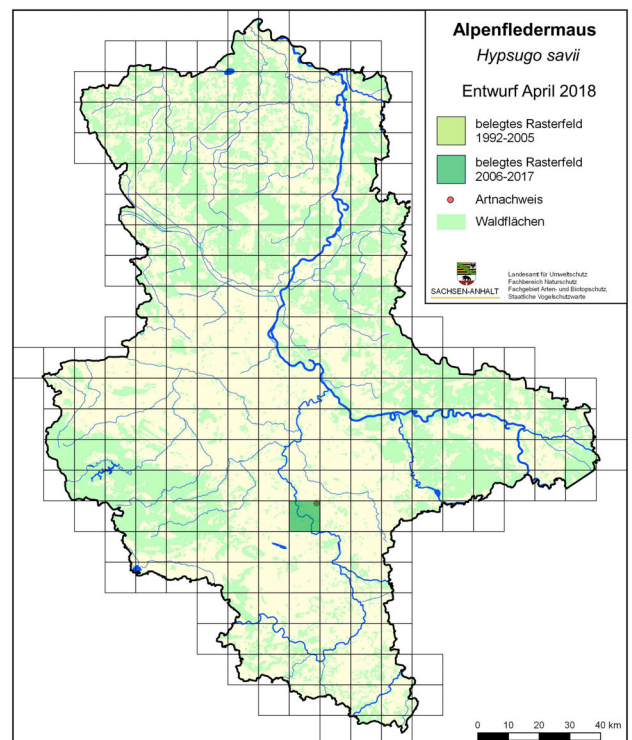 Alpenfledermaus
Hypsugo savii
Entwurf April 2018
belegtes Rasterfeld
1992-2005
belegtes Rasterfeld
2006-2017
Artnachweis
Waldflächen
SACHSEN-ANHALT
Landesamt für Umweltschutz
Fachbereich Naturschutz
Fachgebiet Arten- und Biotopschutz,
Staatliche Vogelschutzwarte
0 10 20 30 40 km